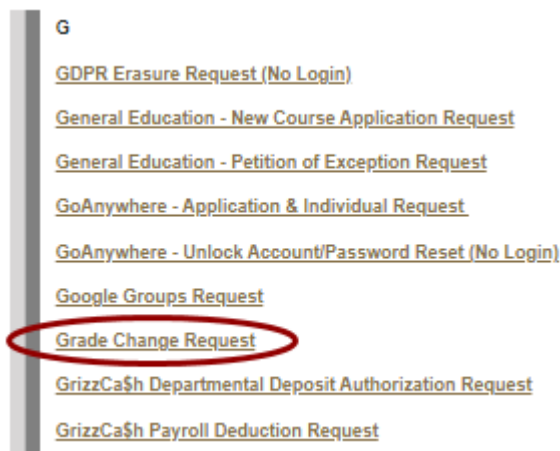 G
GDPR Erasure Request (No Login)
General Education - New Course Application Request
General Education - Petition of Exception Request
GoAnywhere - Application & Individual Request
GoAnywhere - Unlock Account/Password Reset (No Login)
Google Groups Request
Grade Change Request
GrizzCa$h Departmental Deposit Authorization Request
GrizzCa$h Payroll Deduction Request